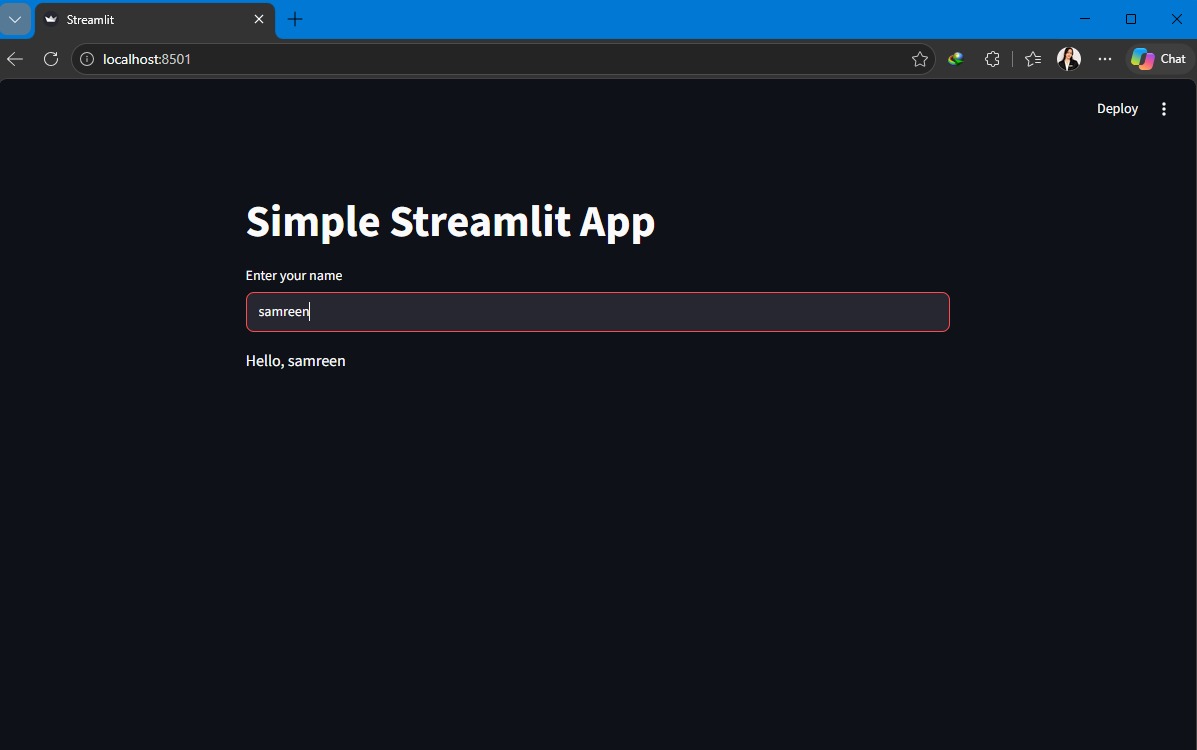 Streamlit
localhost:8501
Chat
Deploy
Simple Streamlit App
Enter your name
samreen
Hello, samreen